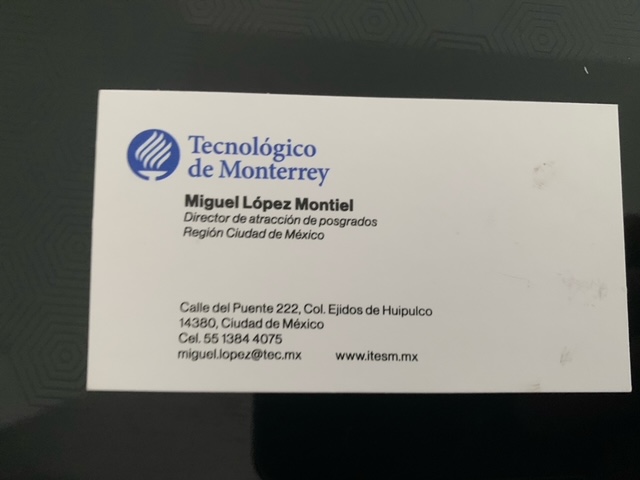 Tecnológico
de Monterrey
Miguel López Montiel
Director de atracción de posgrados
Región Ciudad de México
Calle del Puente 222, Col. Ejidos de Huipulco
14380, Ciudad de México
Cel. 55 1384 4075
miguel.lopez@tec.mx www.itesm.mx